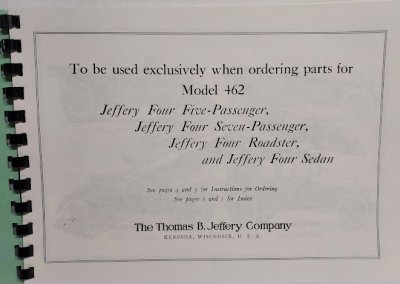 To be used exclusively when ordering parts for
Model 462
Jeffery Four Five-Passenger,
Jeffery Four Seven-Passenger,
Jeffery Four Roadster,
and Jeffery Four Sedan
See pages 4 and 5 for Instructions for Ordering
See pages 6 and 7 for Index
The Thomas B. Jeffery Company
KENOSHA, WISCONSIN, U. S. A.